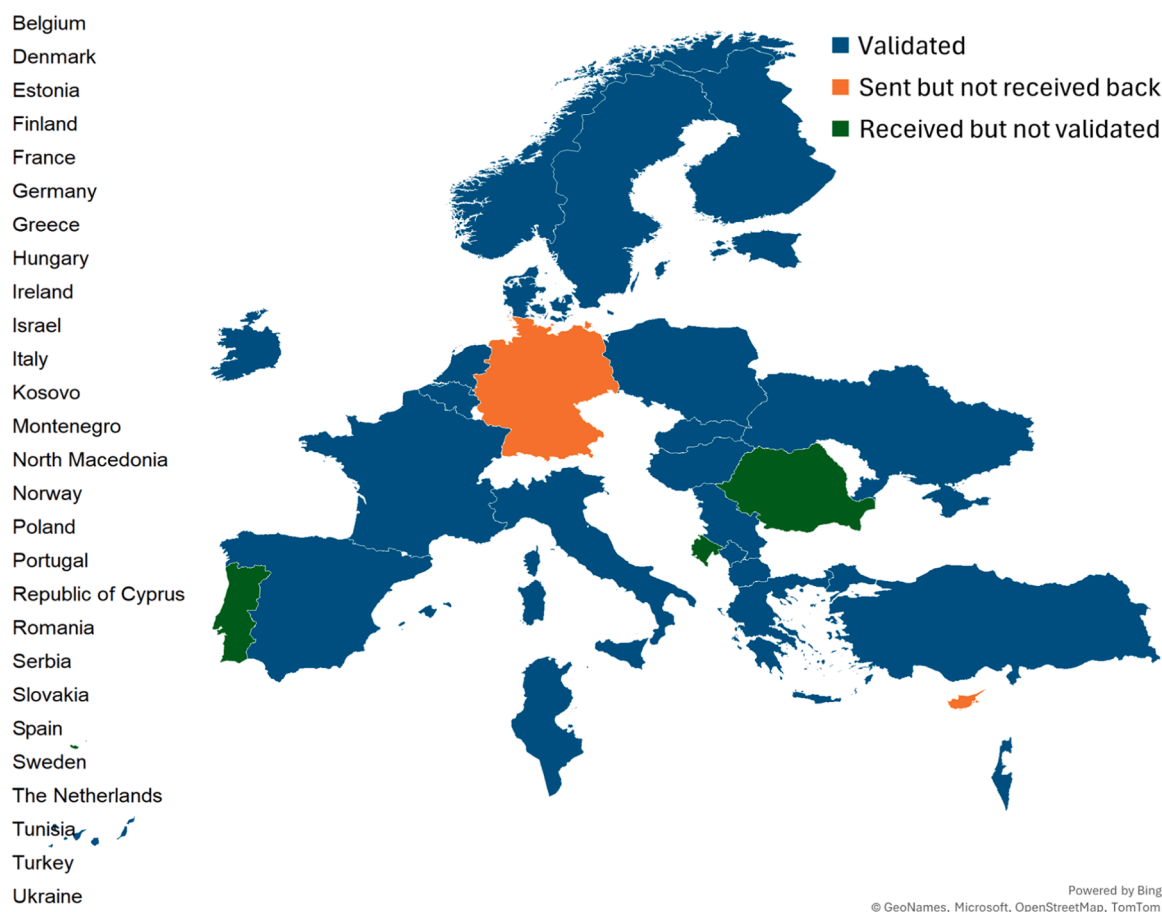 Belgium
Denmark
Estonia
Finland
France
Germany
Greece
Hungary
Ireland
Israel
Italy
Kosovo
Montenegro
North Macedonia
Norway
Poland
Portugal
Republic of Cyprus
Romania
Serbia
Slovakia
Spain
Sweden
The Netherlands
Tunisia
Turkey
Ukraine
Validated
Sent but not received back
Received but not validated
Powered by Bing
© GeoNames, Microsoft, OpenStreetMap, TomTom